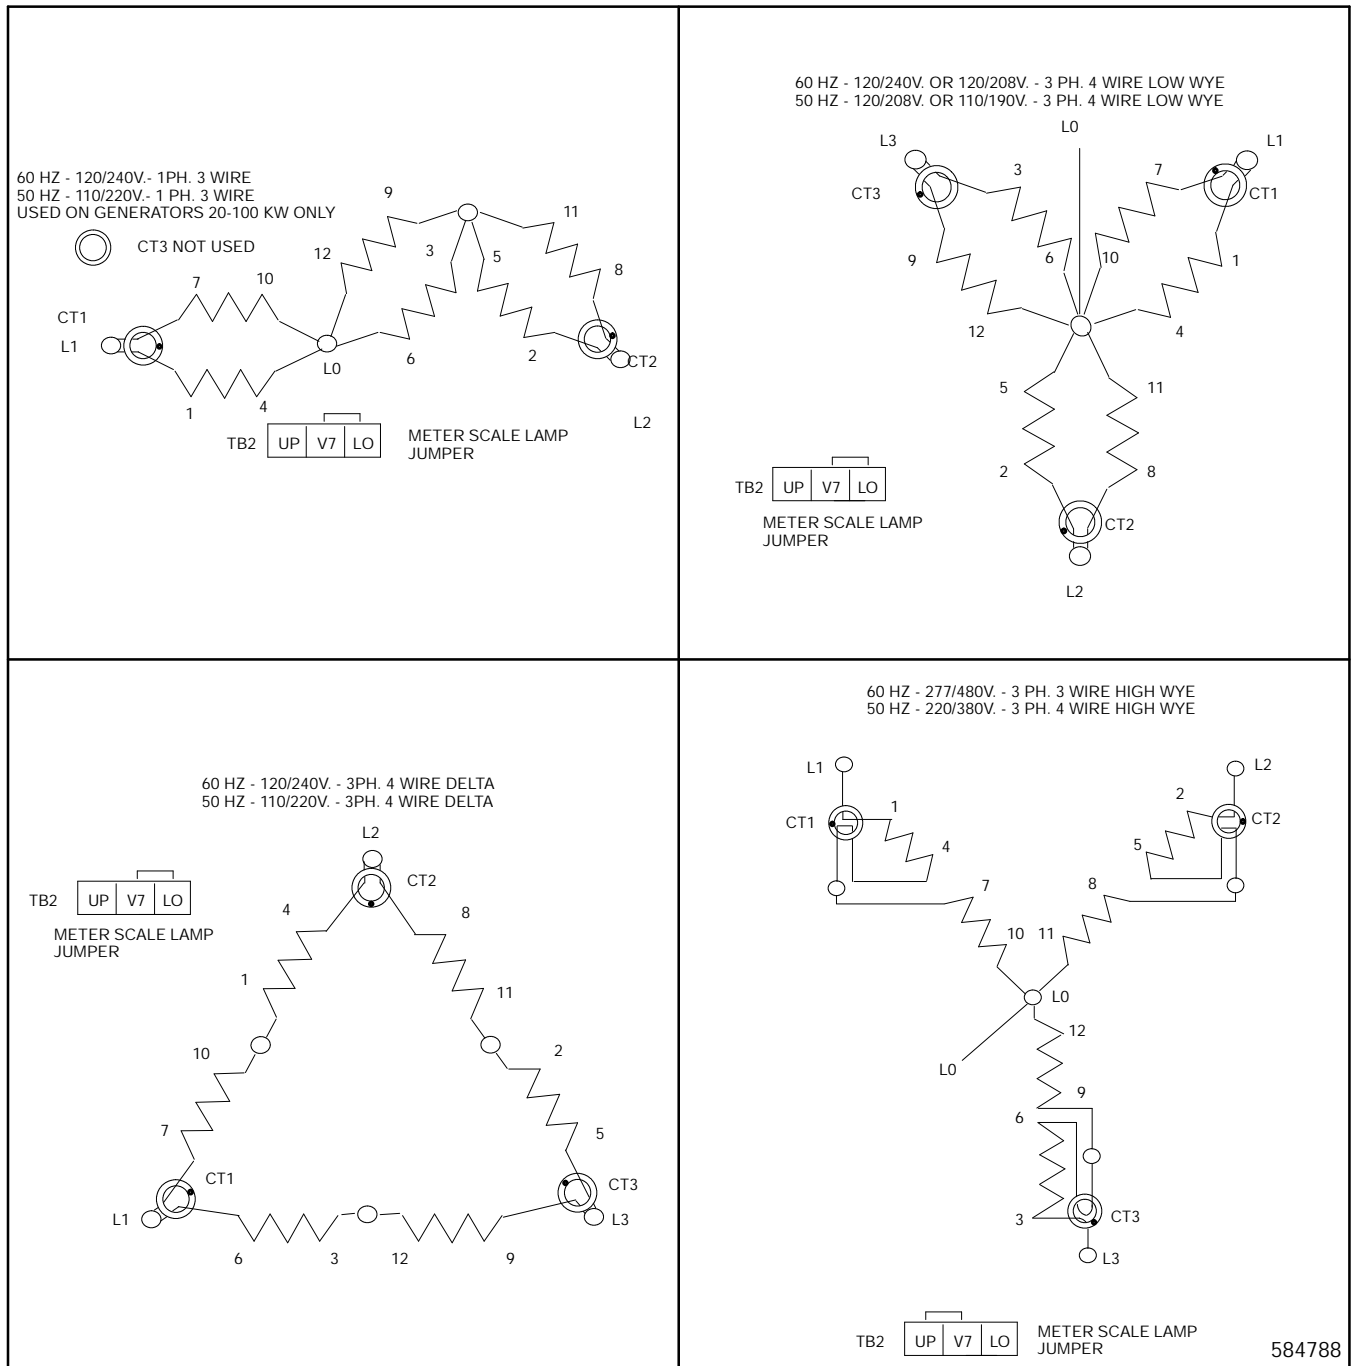 60 HZ - 120/240V.- 1PH. 3 WIRE
50 HZ - 110/220V.- 1 PH. 3 WIRE
USED ON GENERATORS 20-100 KW ONLY
CT3 NOT USED
9
11
12
3
5
8
7
10
CT1
L1
L0
6
2
CT2
1
4
L2
TB2 UP V7 LO
METER SCALE LAMP
JUMPER
60 HZ - 120/240V. OR 120/208V. - 3 PH. 4 WIRE LOW WYE
50 HZ - 120/208V. OR 110/190V. - 3 PH. 4 WIRE LOW WYE
L0
L3
L1
3
7
CT3
CT1
9
6
10
1
12
4
5
11
2
8
TB2 UP V7 LO
METER SCALE LAMP
JUMPER
CT2
L2
60 HZ - 120/240V. - 3PH. 4 WIRE DELTA
50 HZ - 110/220V. - 3PH. 4 WIRE DELTA
L2
CT2
TB2 UP V7 LO
METER SCALE LAMP
JUMPER
4
8
1
11
10
2
7
5
CT1
CT3
L1
L3
6
3
12
9
60 HZ - 277/480V. - 3 PH. 3 WIRE HIGH WYE
50 HZ - 220/380V. - 3 PH. 4 WIRE HIGH WYE
L1
L2
1
2
CT1
CT2
4
5
7
8
10
11
L0
12
L0
9
6
3
CT3
L3
TB2 UP V7 LO
METER SCALE LAMP
JUMPER
584788